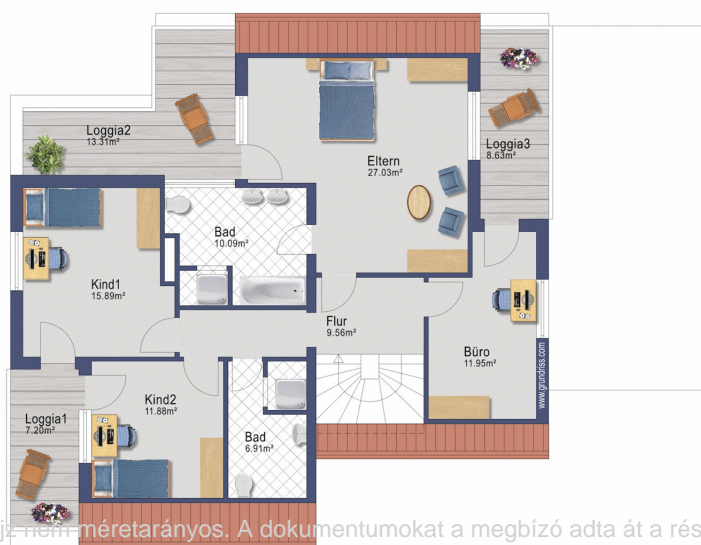 Loggia2
13.31m²
Eltern
27.03m²
Loggia3
8.63m²
Bad
10.09m²
Kind1
15.89m²
Flur
9.56m²
Büro
11.95m²
www.grundriss.com
Kind2
11.88m²
Loggia1
7.20m²
Bad
6.91m²
nem méretarányos. A dokumentumokat a megbízó adta át a rés